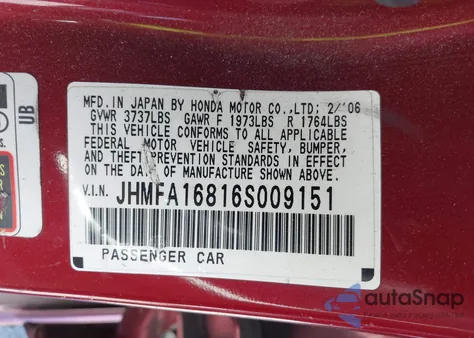 MFD. IN JAPAN BY HONDA MOTOR CO.,LTD; 2/'06
GVWR 3737LBS GAWR F 1973LBS R 1764LBS
THIS VEHICLE CONFORMS TO ALL APPLICABLE
FEDERAL MOTOR VEHICLE SAFETY, BUMPER,
AND THEFT PREVENTION STANDARDS IN EFFECT
ON THE DATE OF MANUFACTURE SHOWN ABOVE.
V.I.N. JHMFA16816S009151
PASSENGER CAR
UB
autoSnap